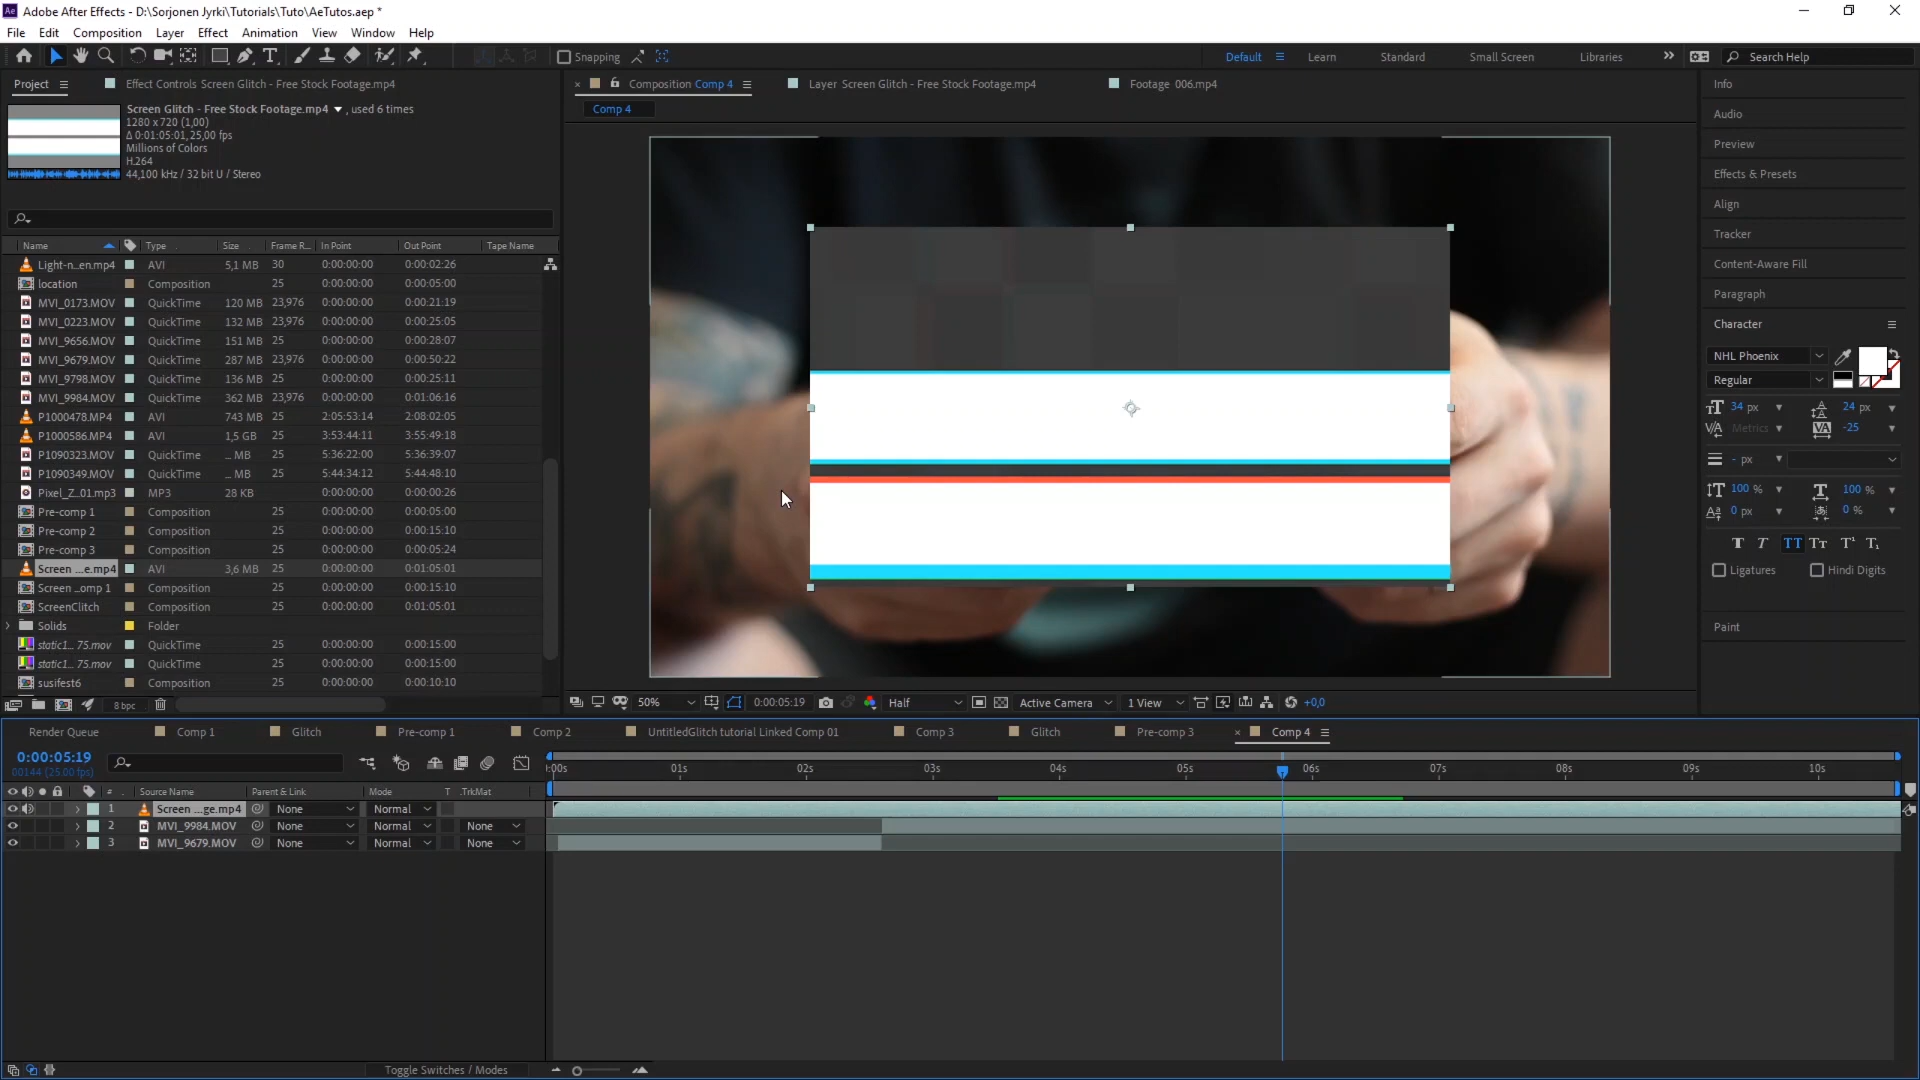 Adobe After Effects - D:\Sorjonen Jyrki\Tutorials\Tuto\AeTutos.aep *
File Edit Composition Layer Effect Animation View Window Help
Snapping
Default Learn Standard Small Screen Libraries Search Help
Project Effect Controls Screen Glitch - Free Stock Footage.mp4
Composition Comp 4 Layer Screen Glitch - Free Stock Footage.mp4 Footage 006.mp4
Comp 4
Screen Glitch - Free Stock Footage.mp4 , used 6 times
1280 x 720 (1,00)
Δ 0:01:05:01, 25,00 fps
Millions of Colors
H.264
44,100 kHz / 32 bit U / Stereo
Name Type Size Frame R... In Point Out Point Tape Name
Light-n...en.mp4 AVI 5,1 MB 30 0:00:00:00 0:00:02:26
location Composition 25 0:00:00:00 0:00:05:00
MVI_0173.MOV QuickTime 120 MB 23,976 0:00:00:00 0:00:21:19
MVI_0223.MOV QuickTime 132 MB 23,976 0:00:00:00 0:00:25:05
MVI_9656.MOV QuickTime 151 MB 25 0:00:00:00 0:00:28:07
MVI_9679.MOV QuickTime 287 MB 23,976 0:00:00:00 0:00:50:22
MVI_9798.MOV QuickTime 136 MB 25 0:00:00:00 0:00:25:11
MVI_9984.MOV QuickTime 362 MB 23,976 0:00:00:00 0:01:06:16
P1000478.MP4 AVI 743 MB 25 2:05:53:14 2:08:02:05
P1000586.MP4 AVI 1,5 GB 25 3:53:44:11 3:55:49:18
P1090323.MOV QuickTime ... MB 25 5:36:22:00 5:36:39:07
P1090349.MOV QuickTime ... MB 25 5:44:34:12 5:44:48:10
Pixel_Z...01.mp3 MP3 28 KB 0:00:00:00 0:00:00:26
Pre-comp 1 Composition 25 0:00:00:00 0:00:05:00
Pre-comp 2 Composition 25 0:00:00:00 0:00:15:10
Pre-comp 3 Composition 25 0:00:00:00 0:00:05:24
Screen ...e.mp4 AVI 3,6 MB 25 0:00:00:00 0:01:05:01
Screen ...omp 1 Composition 25 0:00:00:00 0:00:05:00
ScreenClitch Composition 25 0:00:00:00 0:01:05:01
Solids Folder
static1... 75.mov QuickTime 25 0:00:00:00 0:00:15:00
static1... 75.mov QuickTime 25 0:00:00:00 0:00:15:00
susifest6 Composition 25 0:00:00:00 0:00:10:10
8 bpc
50% 0:00:05:19 Half Active Camera 1 View +0,0
Info
Audio
Preview
Effects & Presets
Align
Tracker
Content-Aware Fill
Paragraph
Character
NHL Phoenix
Regular
34 px 24 px
Metrics -25
- px
100 % 100 %
0 px 0 %
Ligatures Hindi Digits
Paint
Render Queue Comp 1 Glitch Pre-comp 1 Comp 2 UntitledGlitch tutorial Linked Comp 01 Comp 3 Glitch Pre-comp 3 Comp 4
0:00:05:19
00144 (25.00 fps)
:00s 01s 02s 03s 04s 05s 06s 07s 08s 09s 10s
# Source Name Parent & Link Mode T .TrkMat
1 Screen ...ge.mp4 None Normal
2 MVI_9984.MOV None Normal None
3 MVI_9679.MOV None Normal None
Toggle Switches / Modes